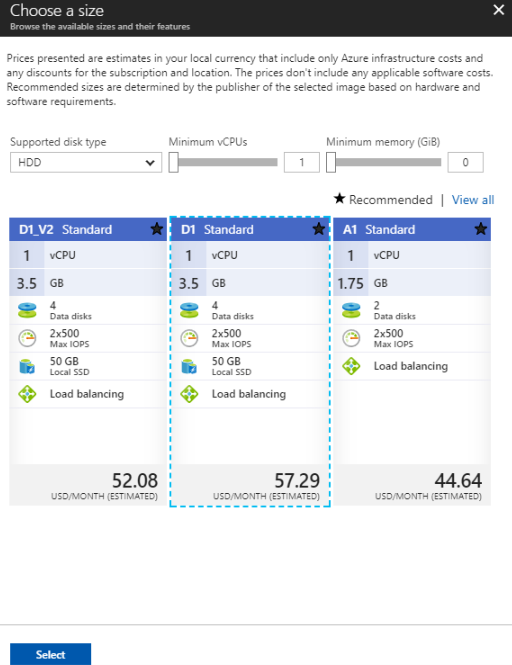 Choose a size
Browse the available sizes and their features
Prices presented are estimates in your local currency that include only Azure infrastructure costs and
any discounts for the subscription and location. The prices don't include any applicable software costs.
Recommended sizes are determined by the publisher of the selected image based on hardware and
software requirements.
Supported disk type
Minimum vCPUs
Minimum memory (GiB)
HDD
1
0
★ Recommended | View all
D1_V2 Standard
1 vCPU
3.5 GB
4
Data disks
2x500
Max IOPS
50 GB
Local SSD
Load balancing
52.08
USD/MONTH (ESTIMATED)
D1 Standard
1 vCPU
3.5 GB
4
Data disks
2x500
Max IOPS
50 GB
Local SSD
Load balancing
57.29
USD/MONTH (ESTIMATED)
A1 Standard
1 vCPU
1.75 GB
2
Data disks
2x500
Max IOPS
Load balancing
44.64
USD/MONTH (ESTIMATED)
Select